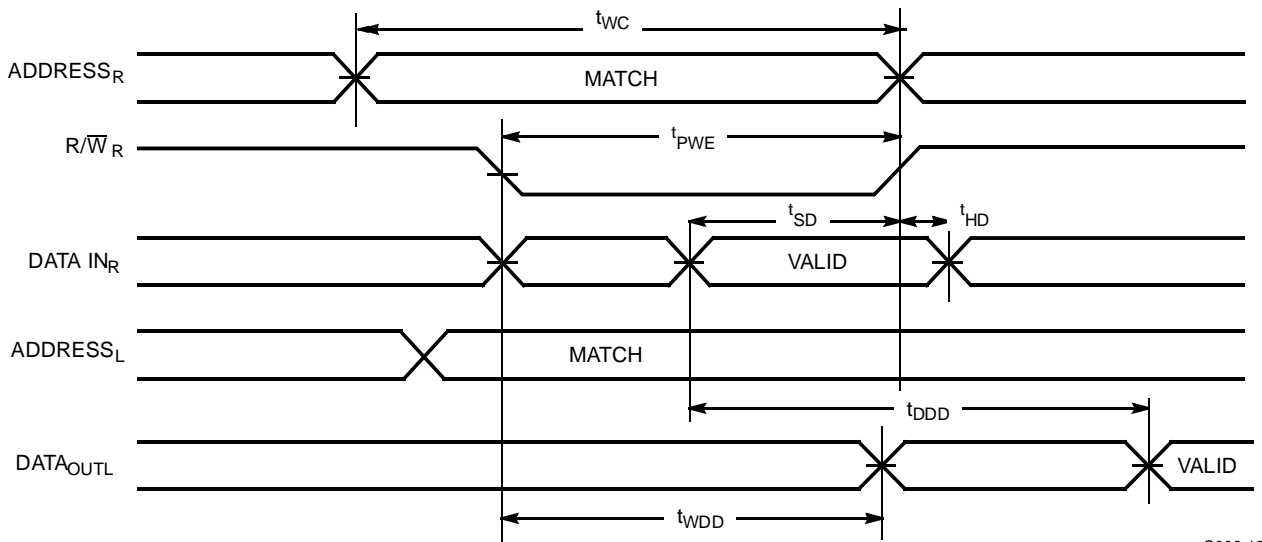 tWC
ADDRESSR
MATCH
R/W̅ R
tPWE
tSD
tHD
DATA INR
VALID
ADDRESSL
MATCH
tDDD
DATAOUTL
VALID
tWDD